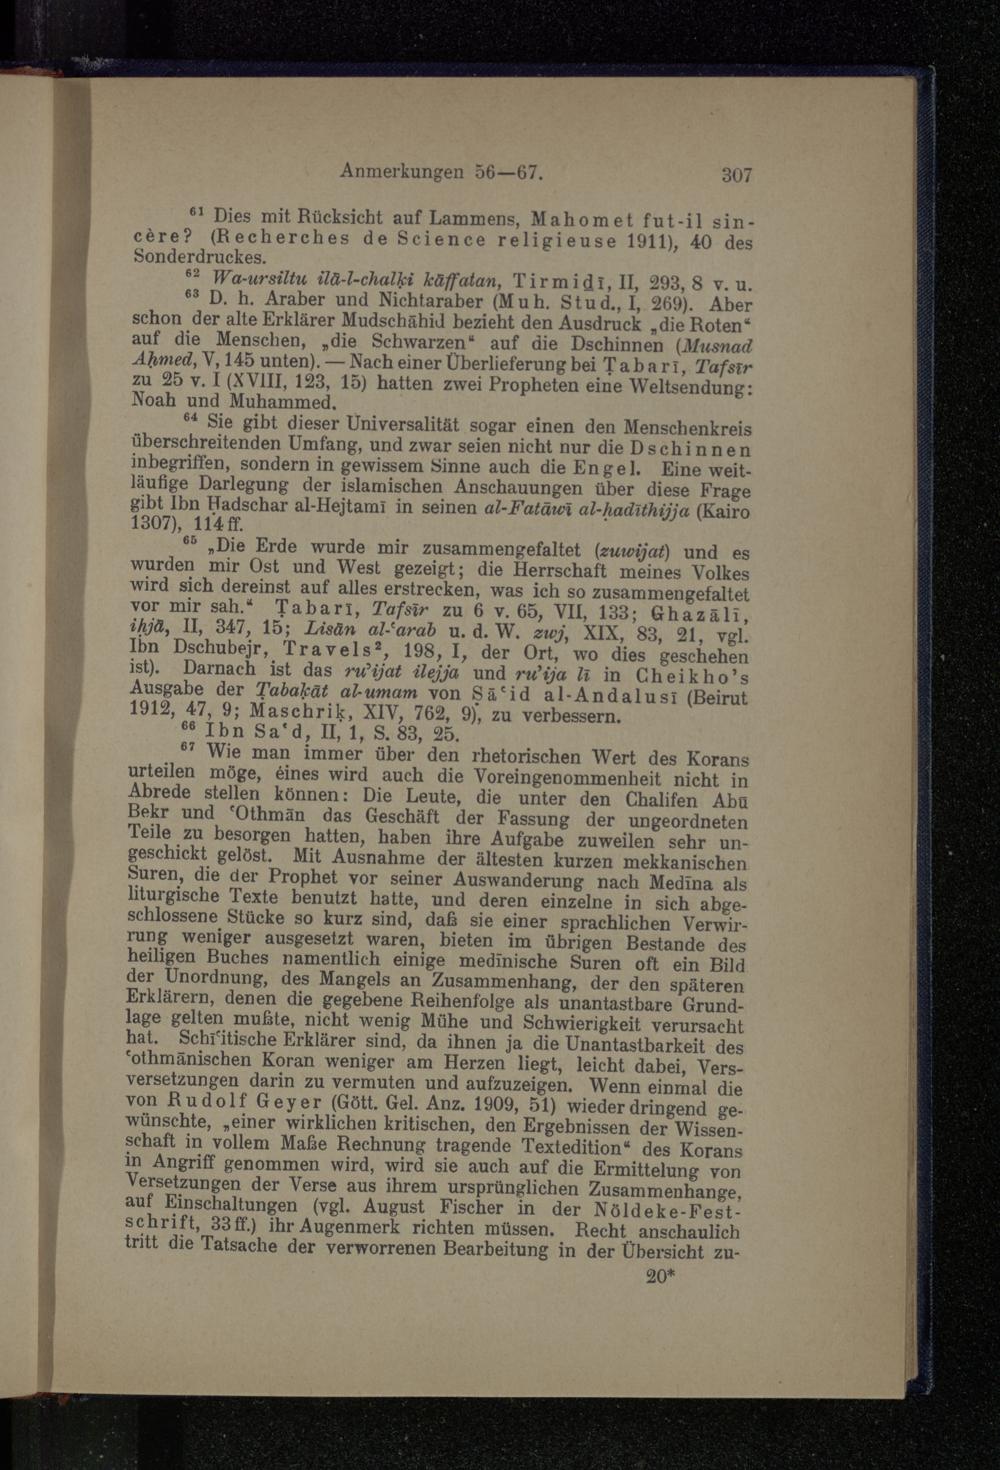 Anmerkungen 56—67. 307
⁶¹ Dies mit Rücksicht auf Lammens, Mahomet fut-il sin-
cère? (Recherches de Science religieuse 1911), 40 des
Sonderdruckes.
⁶² Wa-ursiltu ilā-l-chalḳi kāffatan, Tirmiḏī, II, 293, 8 v. u.
⁶³ D. h. Araber und Nichtaraber (Muh. Stud., I, 269). Aber
schon der alte Erklärer Mudschāhid bezieht den Ausdruck „die Roten“
auf die Menschen, „die Schwarzen“ auf die Dschinnen (Musnad
Aḥmed, V, 145 unten). — Nach einer Überlieferung bei Ṭabarī, Tafsīr
zu 25 v. I (XVIII, 123, 15) hatten zwei Propheten eine Weltsendung:
Noah und Muhammed.
⁶⁴ Sie gibt dieser Universalität sogar einen den Menschenkreis
überschreitenden Umfang, und zwar seien nicht nur die Dschinnen
inbegriffen, sondern in gewissem Sinne auch die Engel. Eine weit-
läufige Darlegung der islamischen Anschauungen über diese Frage
gibt Ibn Ḥadschar al-Hejtamī in seinen al-Fatāwī al-ḥadīthijja (Kairo
1307), 114 ff.
⁶⁵ „Die Erde wurde mir zusammengefaltet (zuwijat) und es
wurden mir Ost und West gezeigt; die Herrschaft meines Volkes
wird sich dereinst auf alles erstrecken, was ich so zusammengefaltet
vor mir sah.“ Ṭabarī, Tafsīr zu 6 v. 65, VII, 133; Ghazālī,
iḥjā, II, 347, 15; Lisān al-ʿarab u. d. W. zwj, XIX, 83, 21, vgl.
Ibn Dschubejr, Travels², 198, I, der Ort, wo dies geschehen
ist). Darnach ist das ru’ijat ilejja und ru’ija lī in Cheikho’s
Ausgabe der Ṭabaḳāt al-umam von Ṣāʿid al-Andalusī (Beirut
1912, 47, 9; Maschriḳ, XIV, 762, 9), zu verbessern.
⁶⁶ Ibn Saʿd, II, 1, S. 83, 25.
⁶⁷ Wie man immer über den rhetorischen Wert des Korans
urteilen möge, éines wird auch die Voreingenommenheit nicht in
Abrede stellen können: Die Leute, die unter den Chalifen Abū
Bekr und ʿOthmān das Geschäft der Fassung der ungeordneten
Teile zu besorgen hatten, haben ihre Aufgabe zuweilen sehr un-
geschickt gelöst. Mit Ausnahme der ältesten kurzen mekkanischen
Suren, die der Prophet vor seiner Auswanderung nach Medīna als
liturgische Texte benutzt hatte, und deren einzelne in sich abge-
schlossene Stücke so kurz sind, daß sie einer sprachlichen Verwir-
rung weniger ausgesetzt waren, bieten im übrigen Bestande des
heiligen Buches namentlich einige medīnische Suren oft ein Bild
der Unordnung, des Mangels an Zusammenhang, der den späteren
Erklärern, denen die gegebene Reihenfolge als unantastbare Grund-
lage gelten mußte, nicht wenig Mühe und Schwierigkeit verursacht
hat. Schīʿitische Erklärer sind, da ihnen ja die Unantastbarkeit des
ʿothmānischen Koran weniger am Herzen liegt, leicht dabei, Vers-
versetzungen darin zu vermuten und aufzuzeigen. Wenn einmal die
von Rudolf Geyer (Gött. Gel. Anz. 1909, 51) wieder dringend ge-
wünschte, „einer wirklichen kritischen, den Ergebnissen der Wissen-
schaft in vollem Maße Rechnung tragende Textedition“ des Korans
in Angriff genommen wird, wird sie auch auf die Ermittelung von
Versetzungen der Verse aus ihrem ursprünglichen Zusammenhange,
auf Einschaltungen (vgl. August Fischer in der Nöldeke-Fest-
schrift, 33 ff.) ihr Augenmerk richten müssen. Recht anschaulich
tritt die Tatsache der verworrenen Bearbeitung in der Übersicht zu-
20*